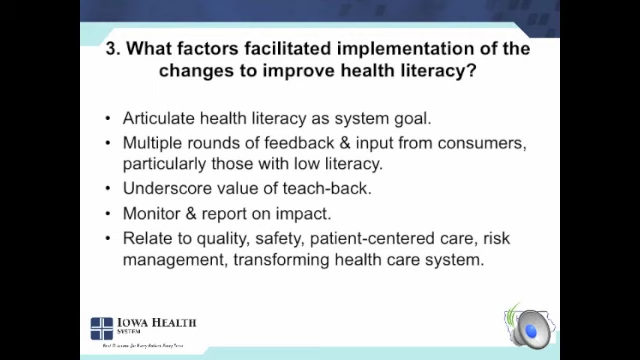 3. What factors facilitated implementation of the
changes to improve health literacy?
• Articulate health literacy as system goal.
• Multiple rounds of feedback & input from consumers,
particularly those with low literacy.
• Underscore value of teach-back.
• Monitor & report on impact.
• Relate to quality, safety, patient-centered care, risk
management, transforming health care system.
IOWA HEALTH
SYSTEM